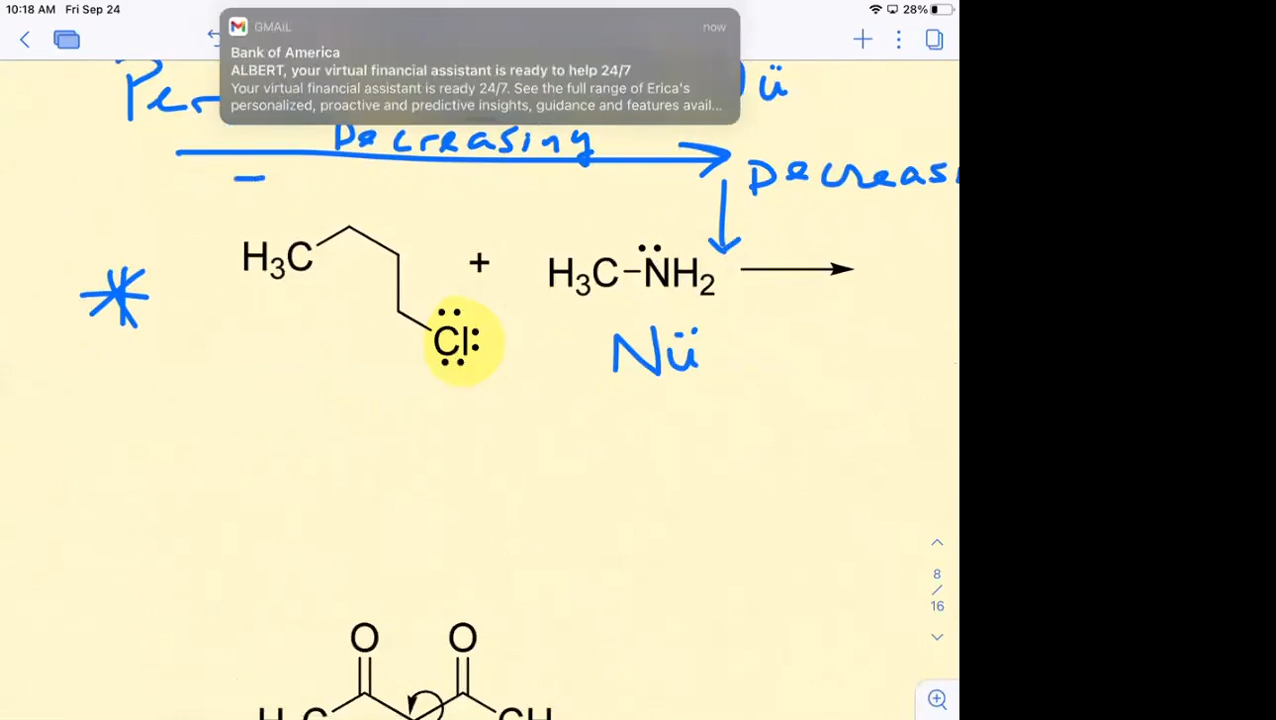 10:18 AM Fri Sep 24
28%
GMAIL
now
Bank of America
ALBERT, your virtual financial assistant is ready to help 24/7
Your virtual financial assistant is ready 24/7. See the full range of Erica's
personalized, proactive and predictive insights, guidance and features avail...
Per
ü
Decreasing
Decreasi
H₃C
+
H₃C-NH₂
Cl
Nü
8
/
16
O
O